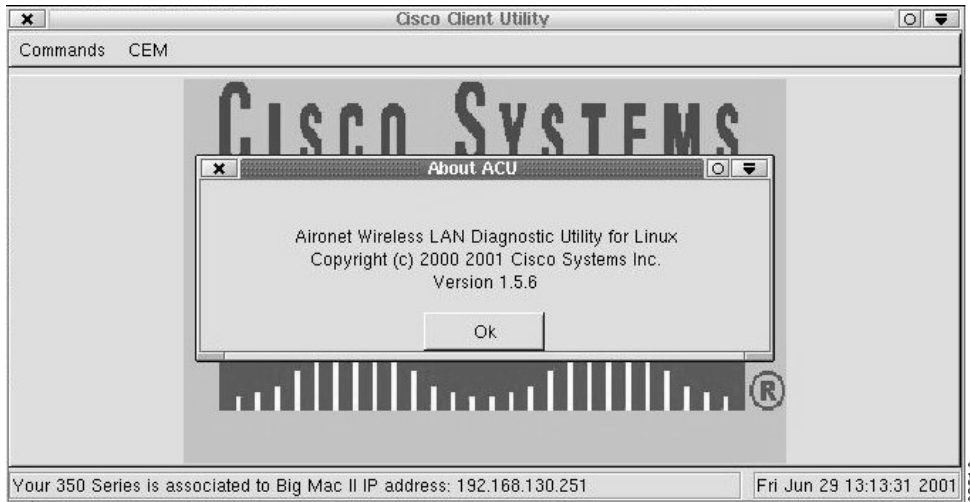 Cisco Client Utility
Commands CEM
CISCO SYSTEMS
About ACU
Aironet Wireless LAN Diagnostic Utility for Linux
Copyright (c) 2000 2001 Cisco Systems Inc.
Version 1.5.6
Ok
®
Your 350 Series is associated to Big Mac II IP address: 192.168.130.251
Fri Jun 29 13:13:31 2001